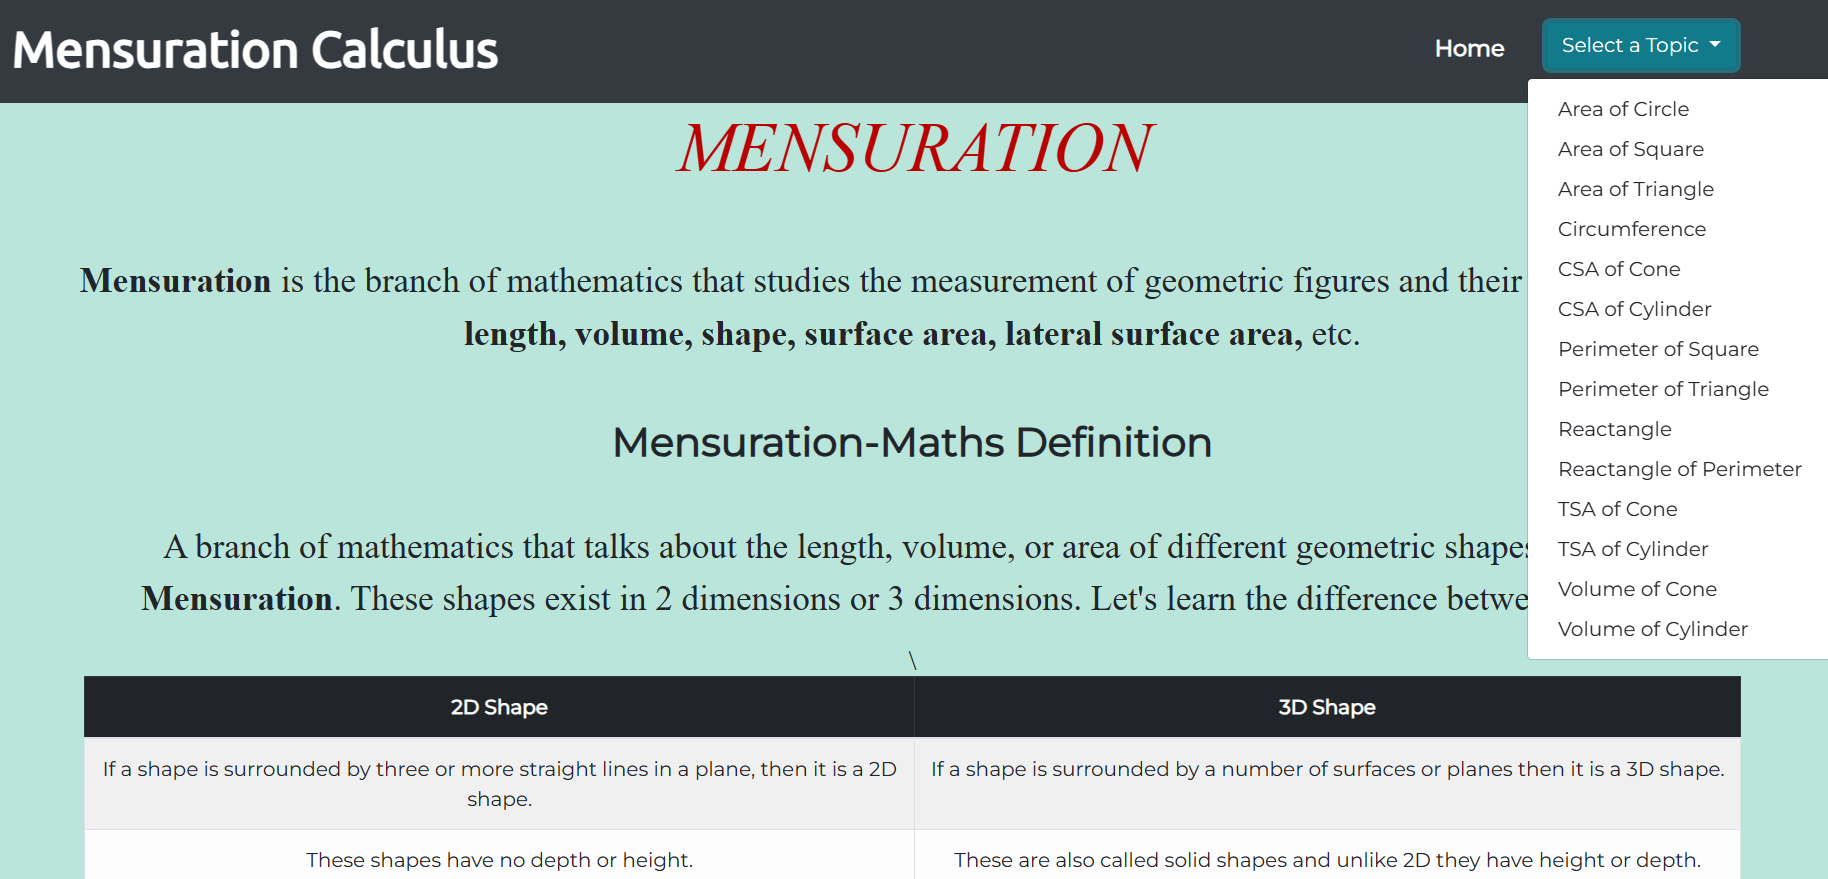 Mensuration Calculus
Home
Select a Topic
Area of Circle
Area of Square
Area of Triangle
Circumference
CSA of Cone
CSA of Cylinder
Perimeter of Square
Perimeter of Triangle
Reactangle
Reactangle of Perimeter
TSA of Cone
TSA of Cylinder
Volume of Cone
Volume of Cylinder
MENSURATION
Mensuration is the branch of mathematics that studies the measurement of geometric figures and their
length, volume, shape, surface area, lateral surface area, etc.
Mensuration-Maths Definition
A branch of mathematics that talks about the length, volume, or area of different geometric shapes
Mensuration. These shapes exist in 2 dimensions or 3 dimensions. Let's learn the difference betwe
\
2D Shape
3D Shape
If a shape is surrounded by three or more straight lines in a plane, then it is a 2D
shape.
If a shape is surrounded by a number of surfaces or planes then it is a 3D shape.
These shapes have no depth or height.
These are also called solid shapes and unlike 2D they have height or depth.